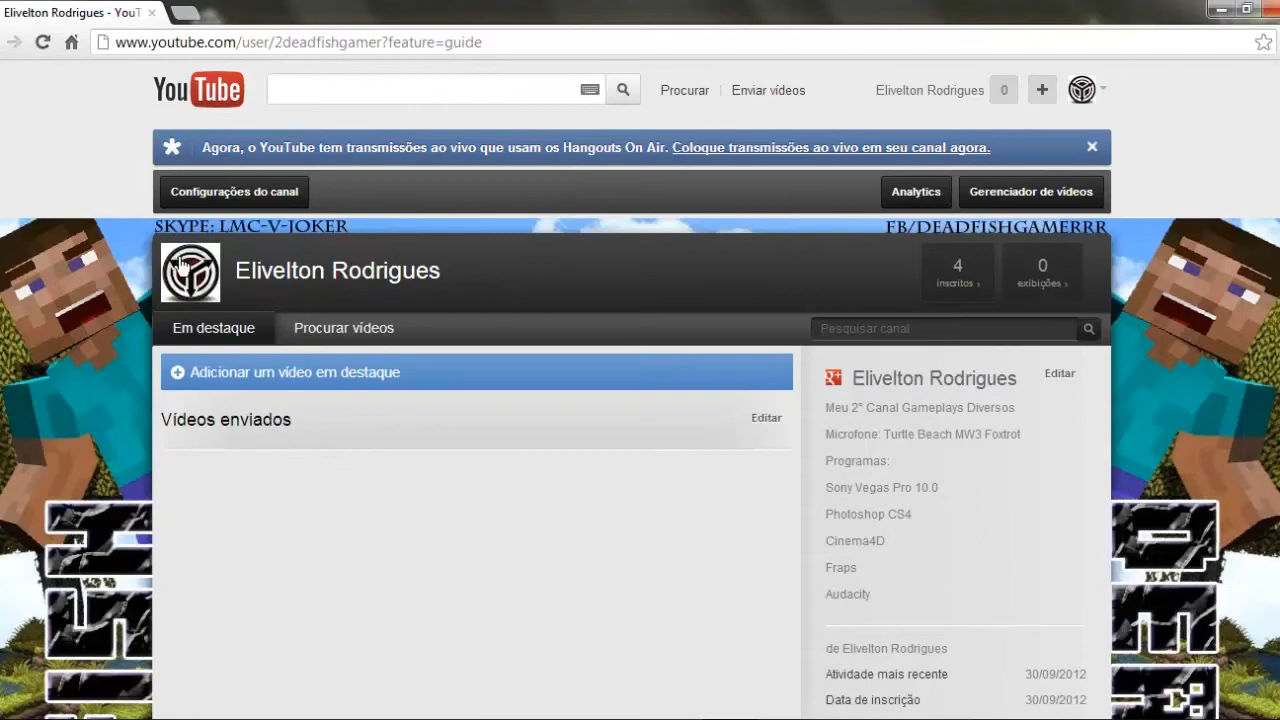 Elivelton Rodrigues - YouT
www.youtube.com/user/2deadfishgamer?feature=guide
YouTube
Procurar
Enviar vídeos
Elivelton Rodrigues
0
Agora, o YouTube tem transmissões ao vivo que usam os Hangouts On Air. Coloque transmissões ao vivo em seu canal agora.
Configurações do canal
Analytics
Gerenciador de vídeos
SKYPE: LMC-V-JOKER
FB/DEADFISHGAMERRR
Elivelton Rodrigues
4
inscritos ›
0
exibições ›
Em destaque
Procurar vídeos
Pesquisar canal
Adicionar um vídeo em destaque
Vídeos enviados
Editar
Elivelton Rodrigues
Editar
Meu 2° Canal Gameplays Diversos
Microfone: Turtle Beach MW3 Foxtrot
Programas:
Sony Vegas Pro 10.0
Photoshop CS4
Cinema4D
Fraps
Audacity
de Elivelton Rodrigues
Atividade mais recente 30/09/2012
Data de inscrição 30/09/2012